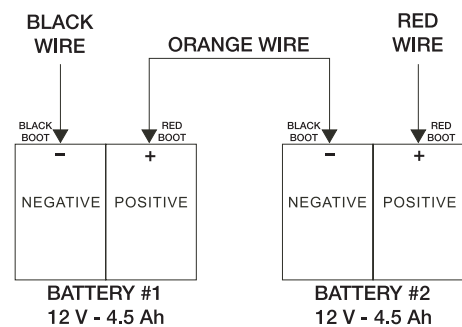 BLACK
WIRE
ORANGE WIRE
RED
WIRE
BLACK
BOOT
RED
BOOT
BLACK
BOOT
RED
BOOT
– +
– +
NEGATIVE POSITIVE
NEGATIVE POSITIVE
BATTERY #1
12 V - 4.5 Ah
BATTERY #2
12 V - 4.5 Ah